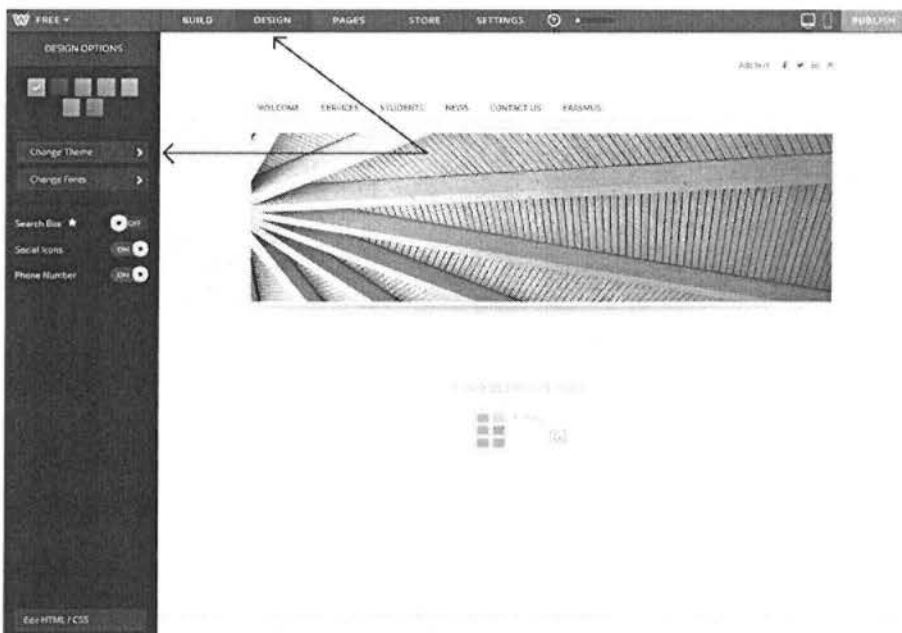 FREE BUILD DESIGN PAGES STORE SETTINGS ? PUBLISH
DESIGN OPTIONS
WELCOME SERVICES STUDENTS NEWS CONTACT US ERASMUS
Change Theme
Change Fonts
Search Box OFF
Social Icons ON
Phone Number ON
Edit HTML / CSS